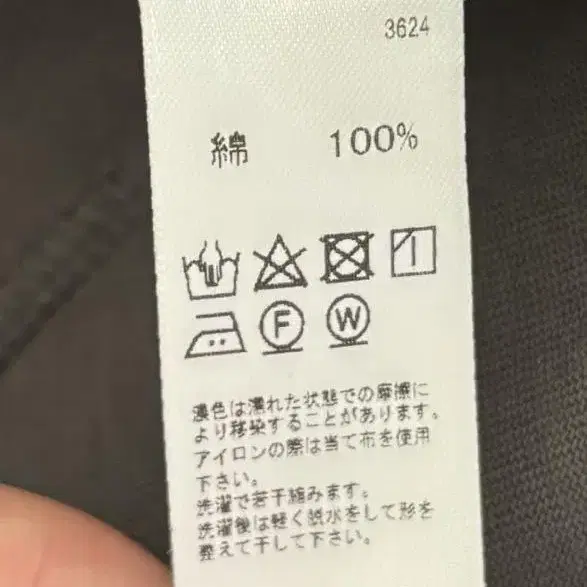 3624
綿 100%
F W
濃色は濡れた状態での摩擦に
より移染することがあります。
アイロンの際は当て布を使用
下さい。
洗濯で若干縮みます。
洗濯後は軽く脱水をして形を
整えて干して下さい。